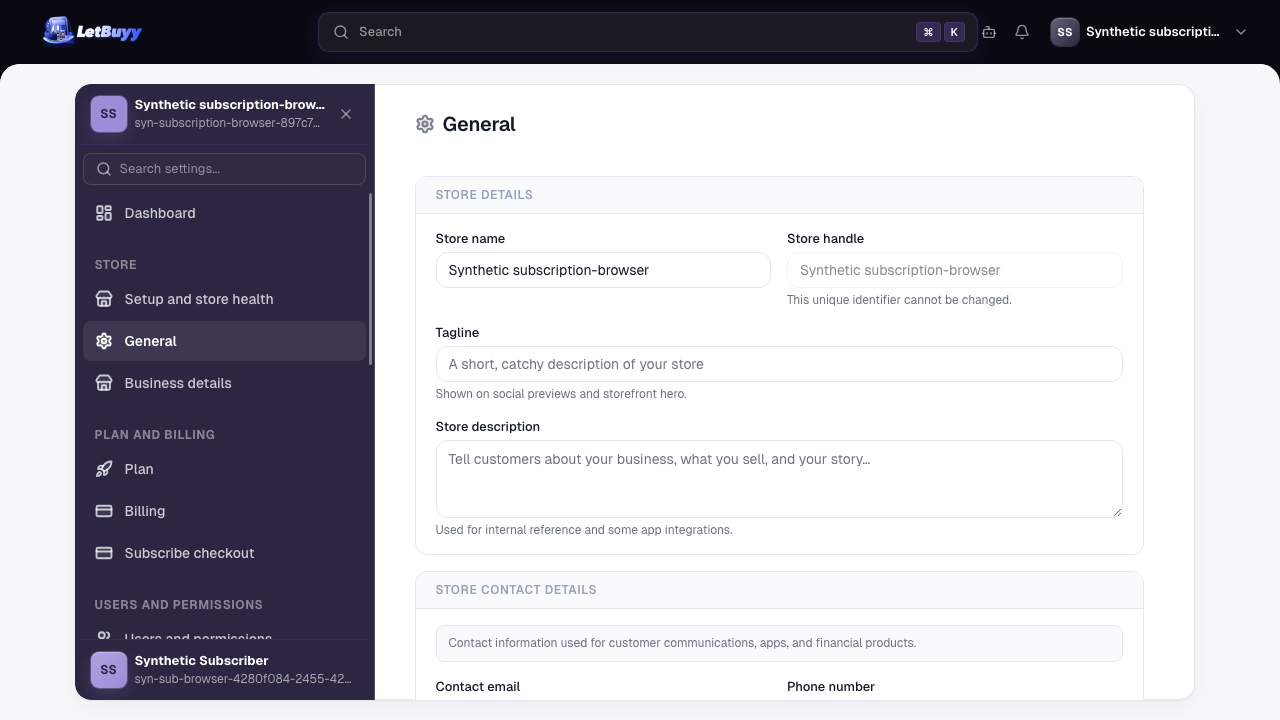 LetBuyy
Search
⌘ K
SS
Synthetic subscripti...
SS
Synthetic subscription-brow...
syn-subscription-browser-897c7...
Search settings...
Dashboard
STORE
Setup and store health
General
Business details
PLAN AND BILLING
Plan
Billing
Subscribe checkout
USERS AND PERMISSIONS
Users and permissions
SS
Synthetic Subscriber
syn-sub-browser-4280f084-2455-42...
General
STORE DETAILS
Store name
Store handle
Synthetic subscription-browser
Synthetic subscription-browser
This unique identifier cannot be changed.
Tagline
A short, catchy description of your store
Shown on social previews and storefront hero.
Store description
Tell customers about your business, what you sell, and your story...
Used for internal reference and some app integrations.
STORE CONTACT DETAILS
Contact information used for customer communications, apps, and financial products.
Contact email
Phone number